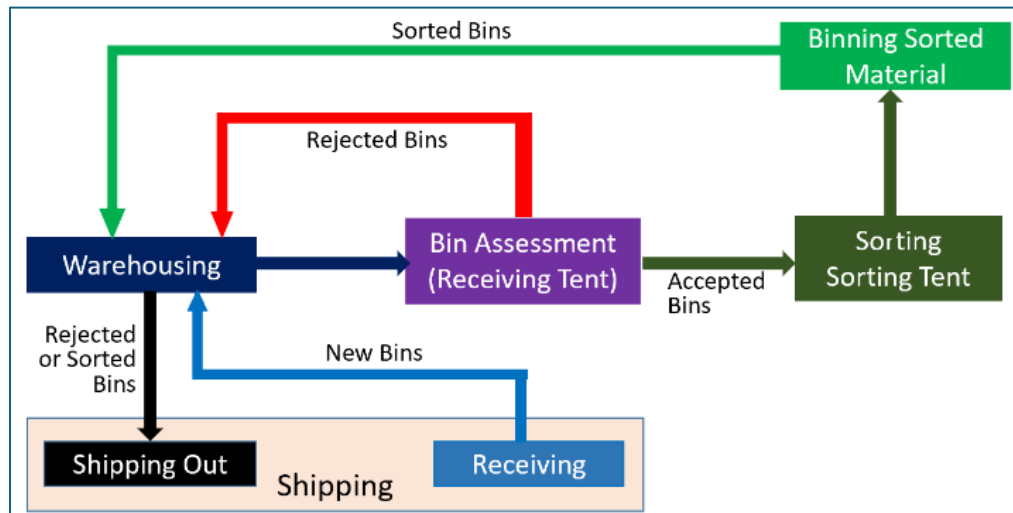 Sorted Bins
Binning Sorted
Material
Rejected Bins
Warehousing
Bin Assessment
(Receiving Tent)
Accepted
Bins
Sorting
Sorting Tent
Rejected
or Sorted
Bins
New Bins
Shipping Out
Receiving
Shipping